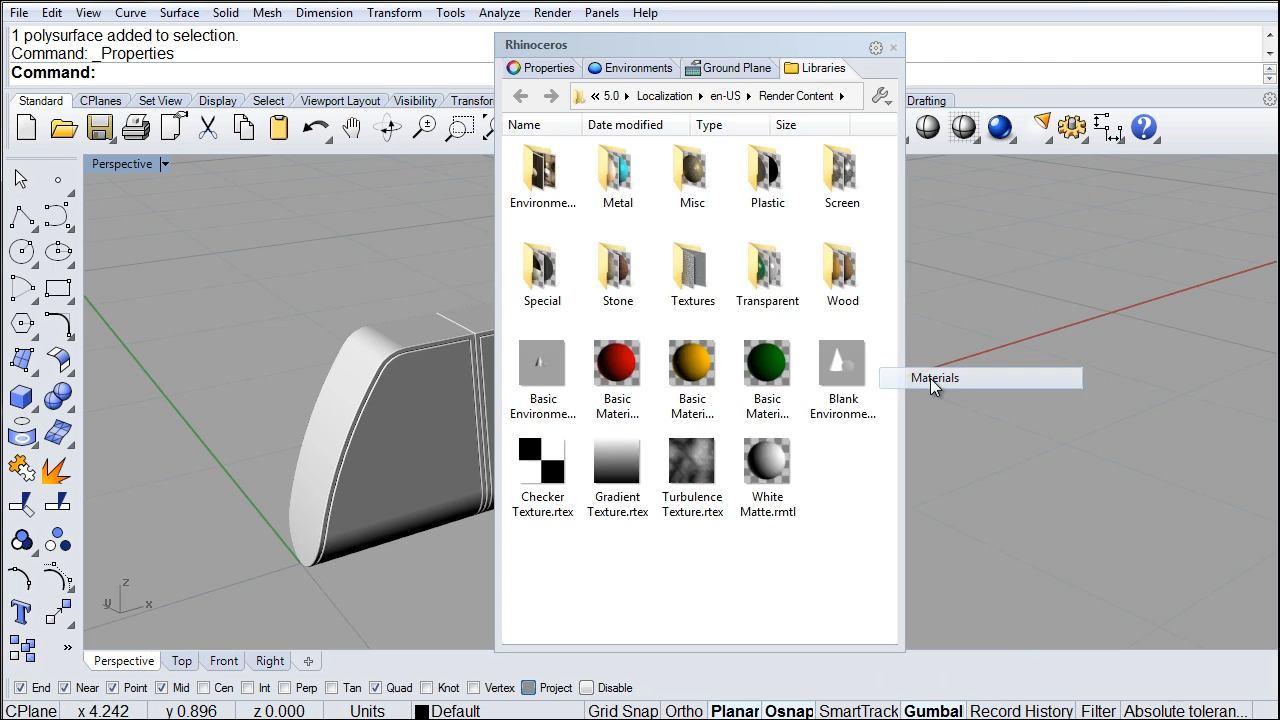 File Edit View Curve Surface Solid Mesh Dimension Transform Tools Analyze Render Panels Help
1 polysurface added to selection.
Command: _Properties
Command:
Rhinoceros
Properties Environments Ground Plane Libraries
« 5.0 Localization en-US Render Content
Standard CPlanes Set View Display Select Viewport Layout Visibility Transfor Drafting
Name Date modified Type Size
Perspective
Environme... Metal Misc Plastic Screen
Special Stone Textures Transparent Wood
Materials
Basic Environme...
Basic Materi...
Basic Materi...
Basic Materi...
Blank Environme...
Checker Texture.rtex
Gradient Texture.rtex
Turbulence Texture.rtex
White Matte.rmtl
z
y x
Perspective Top Front Right
End Near Point Mid Cen Int Perp Tan Quad Knot Vertex Project Disable
CPlane x 4.242 y 0.896 z 0.000 Units Default Grid Snap Ortho Planar Osnap SmartTrack Gumbal Record History Filter Absolute toleran...